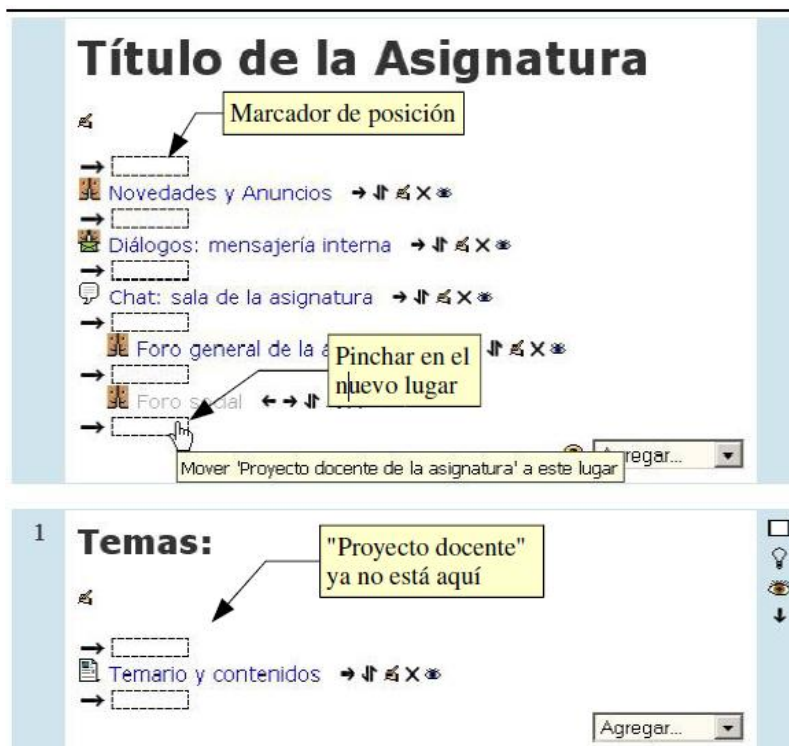 Título de la Asignatura
Marcador de posición
Novedades y Anuncios
Diálogos: mensajería interna
Chat: sala de la asignatura
Foro general de la
Pinchar en el
nuevo lugar
Foro social
Agregar...
Mover 'Proyecto docente de la asignatura' a este lugar
1
Temas:
"Proyecto docente"
ya no está aquí
Temario y contenidos
Agregar...